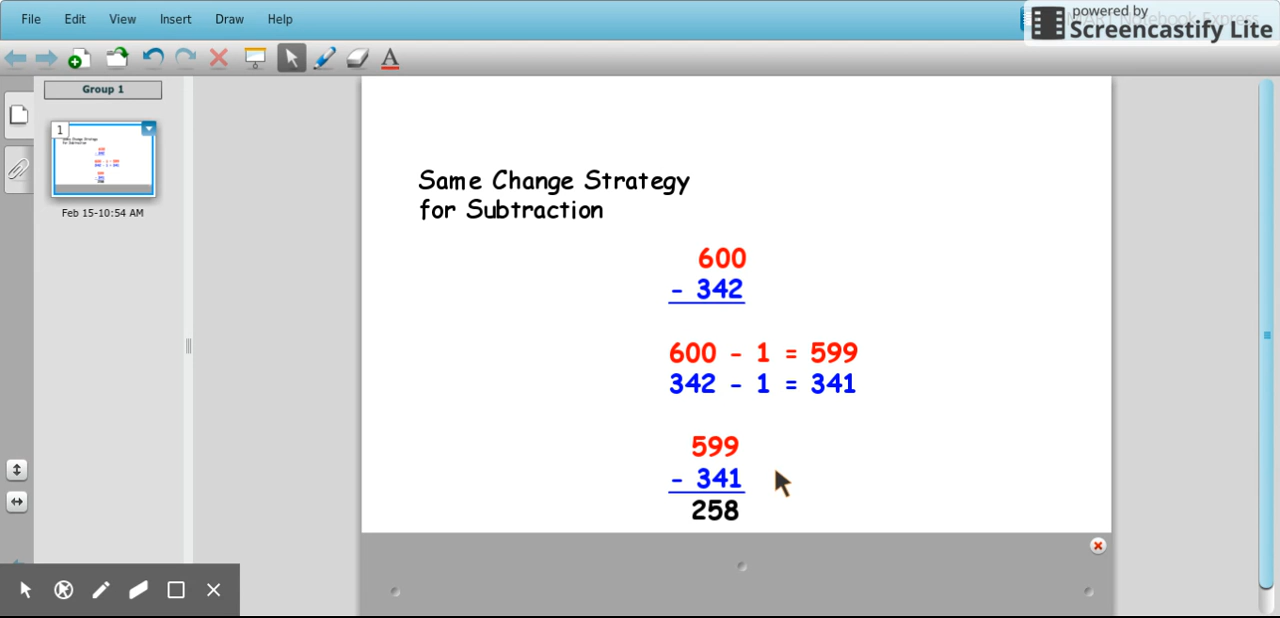 File Edit View Insert Draw Help
powered by
Screencastify Lite
Group 1
1
Feb 15-10:54 AM
Same Change Strategy
for Subtraction
600
- 342
600 - 1 = 599
342 - 1 = 341
599
- 341
258